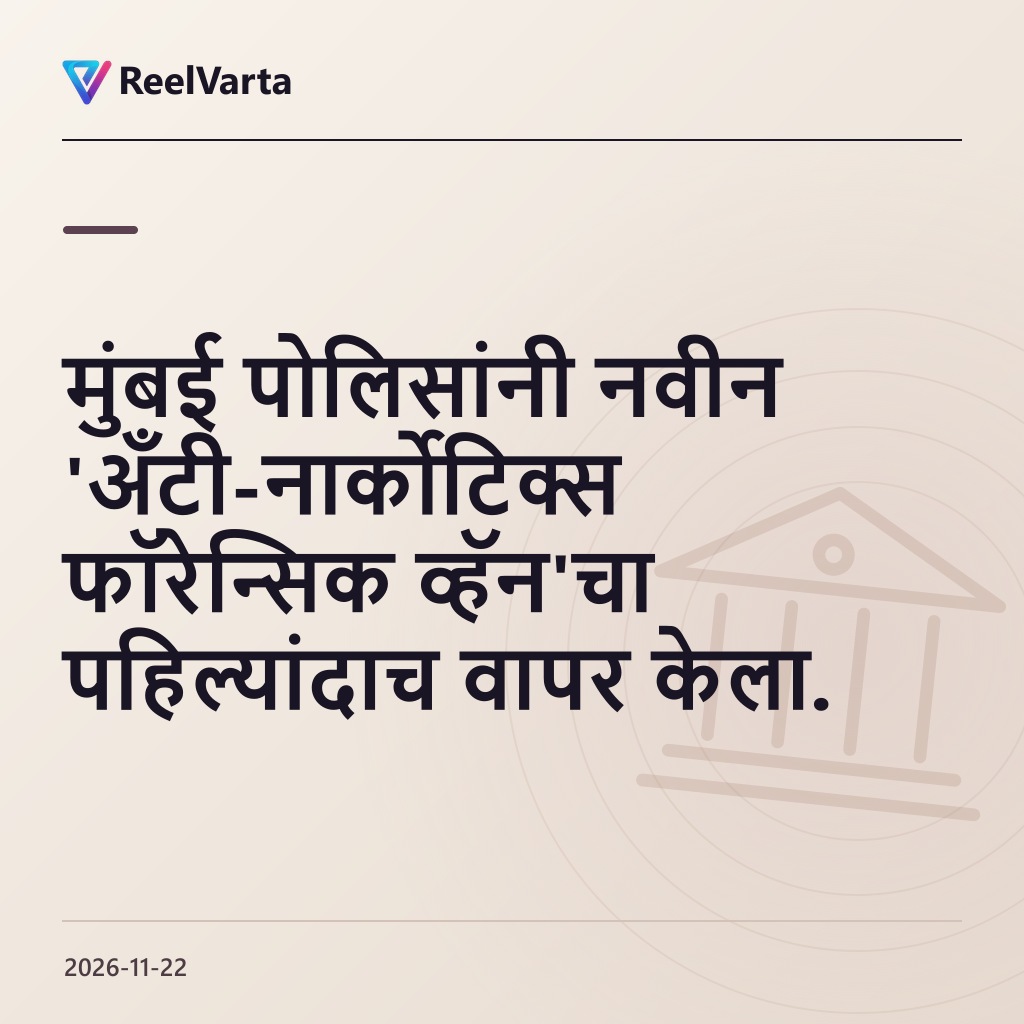 ReelVarta
मुंबई पोलिसांनी नवीन
'अँटी-नार्कोटिक्स
फॉरेन्सिक व्हॅन'चा
पहिल्यांदाच वापर केला.
2026-11-22